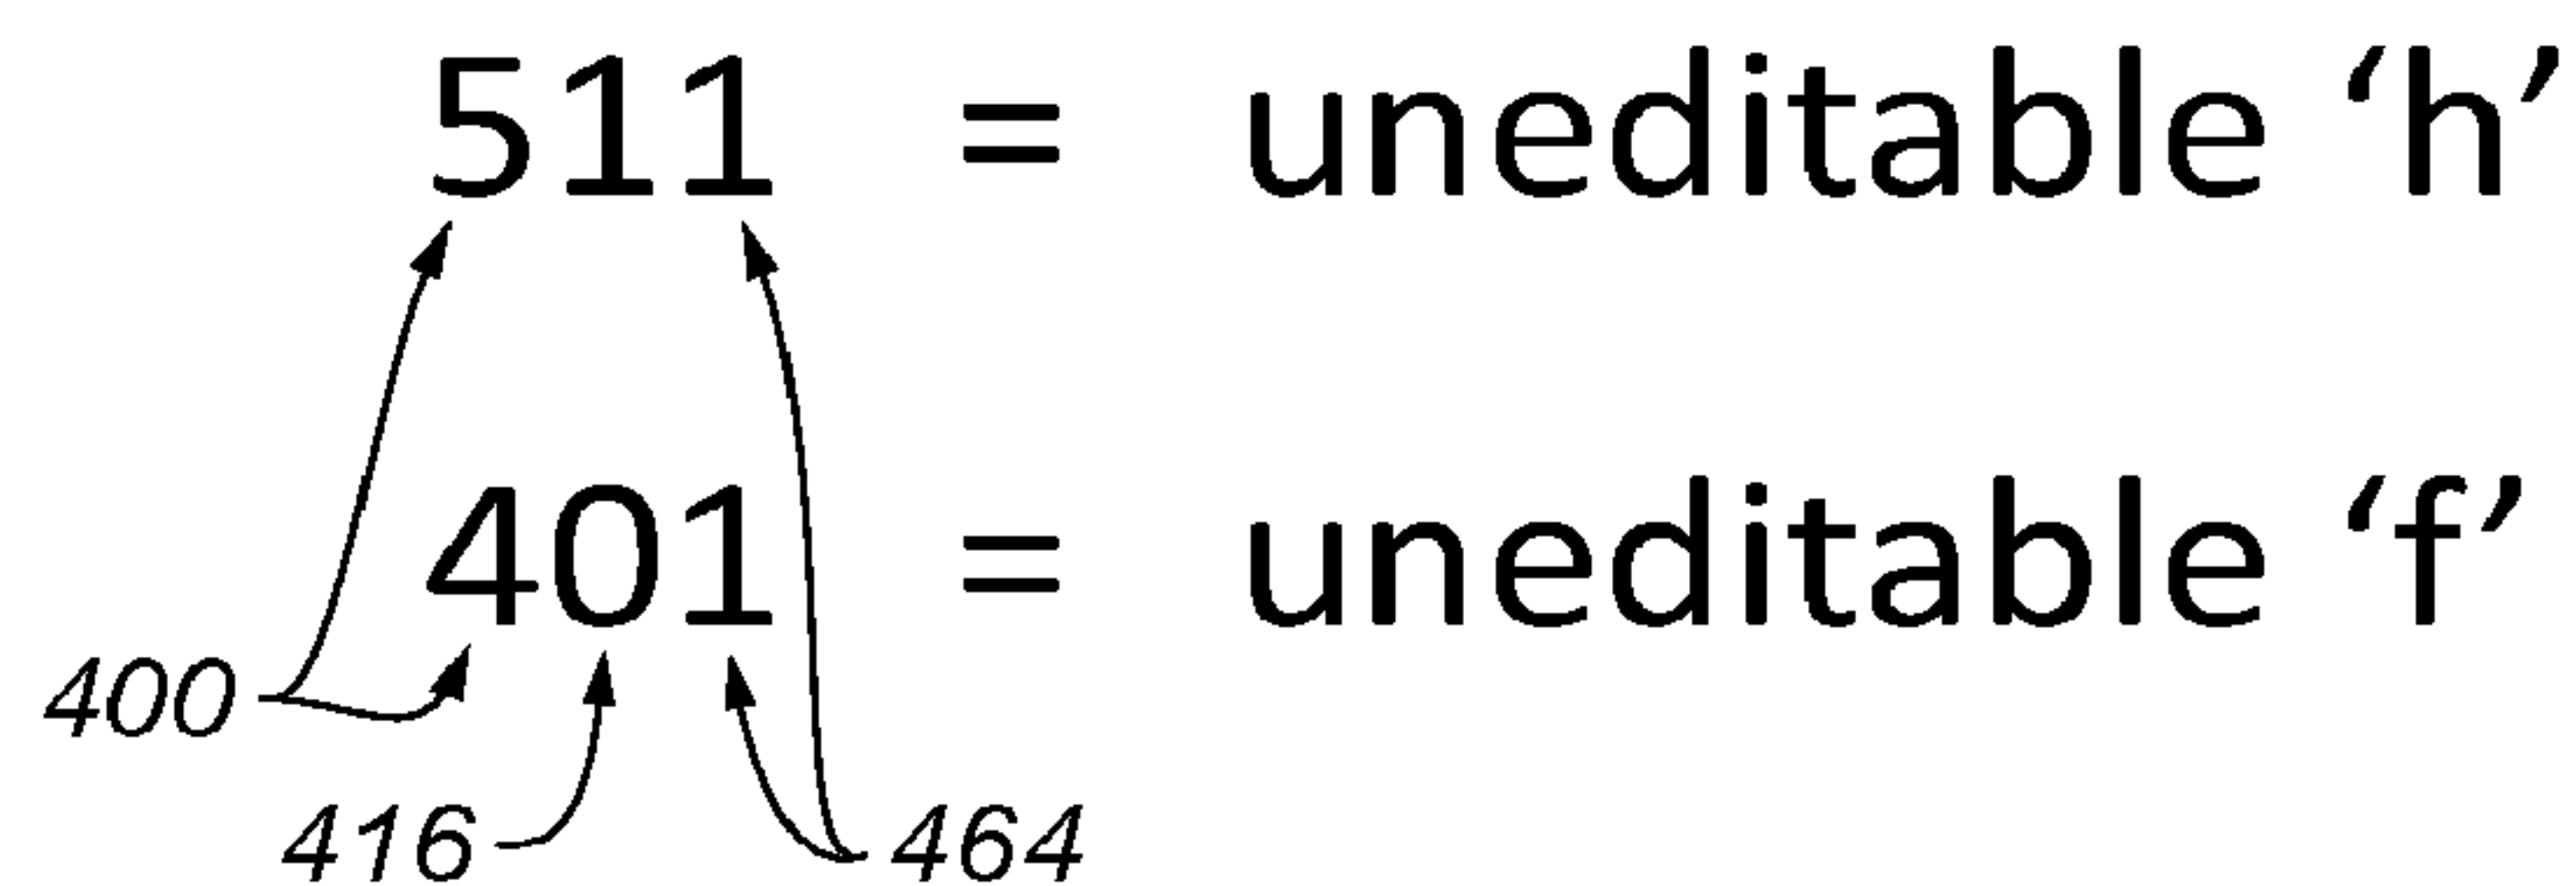 511 = uneditable ‘h’
401 = uneditable ‘f’
400
416 464